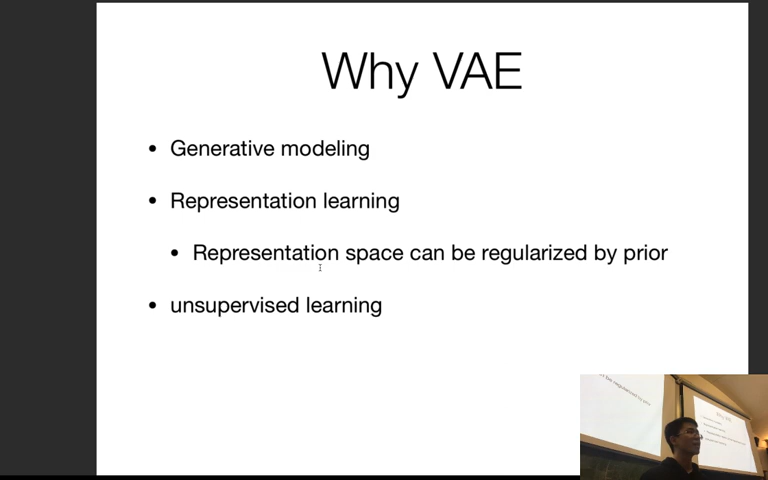 Why VAE
• Generative modeling
• Representation learning
• Representation space can be regularized by prior
• unsupervised learning